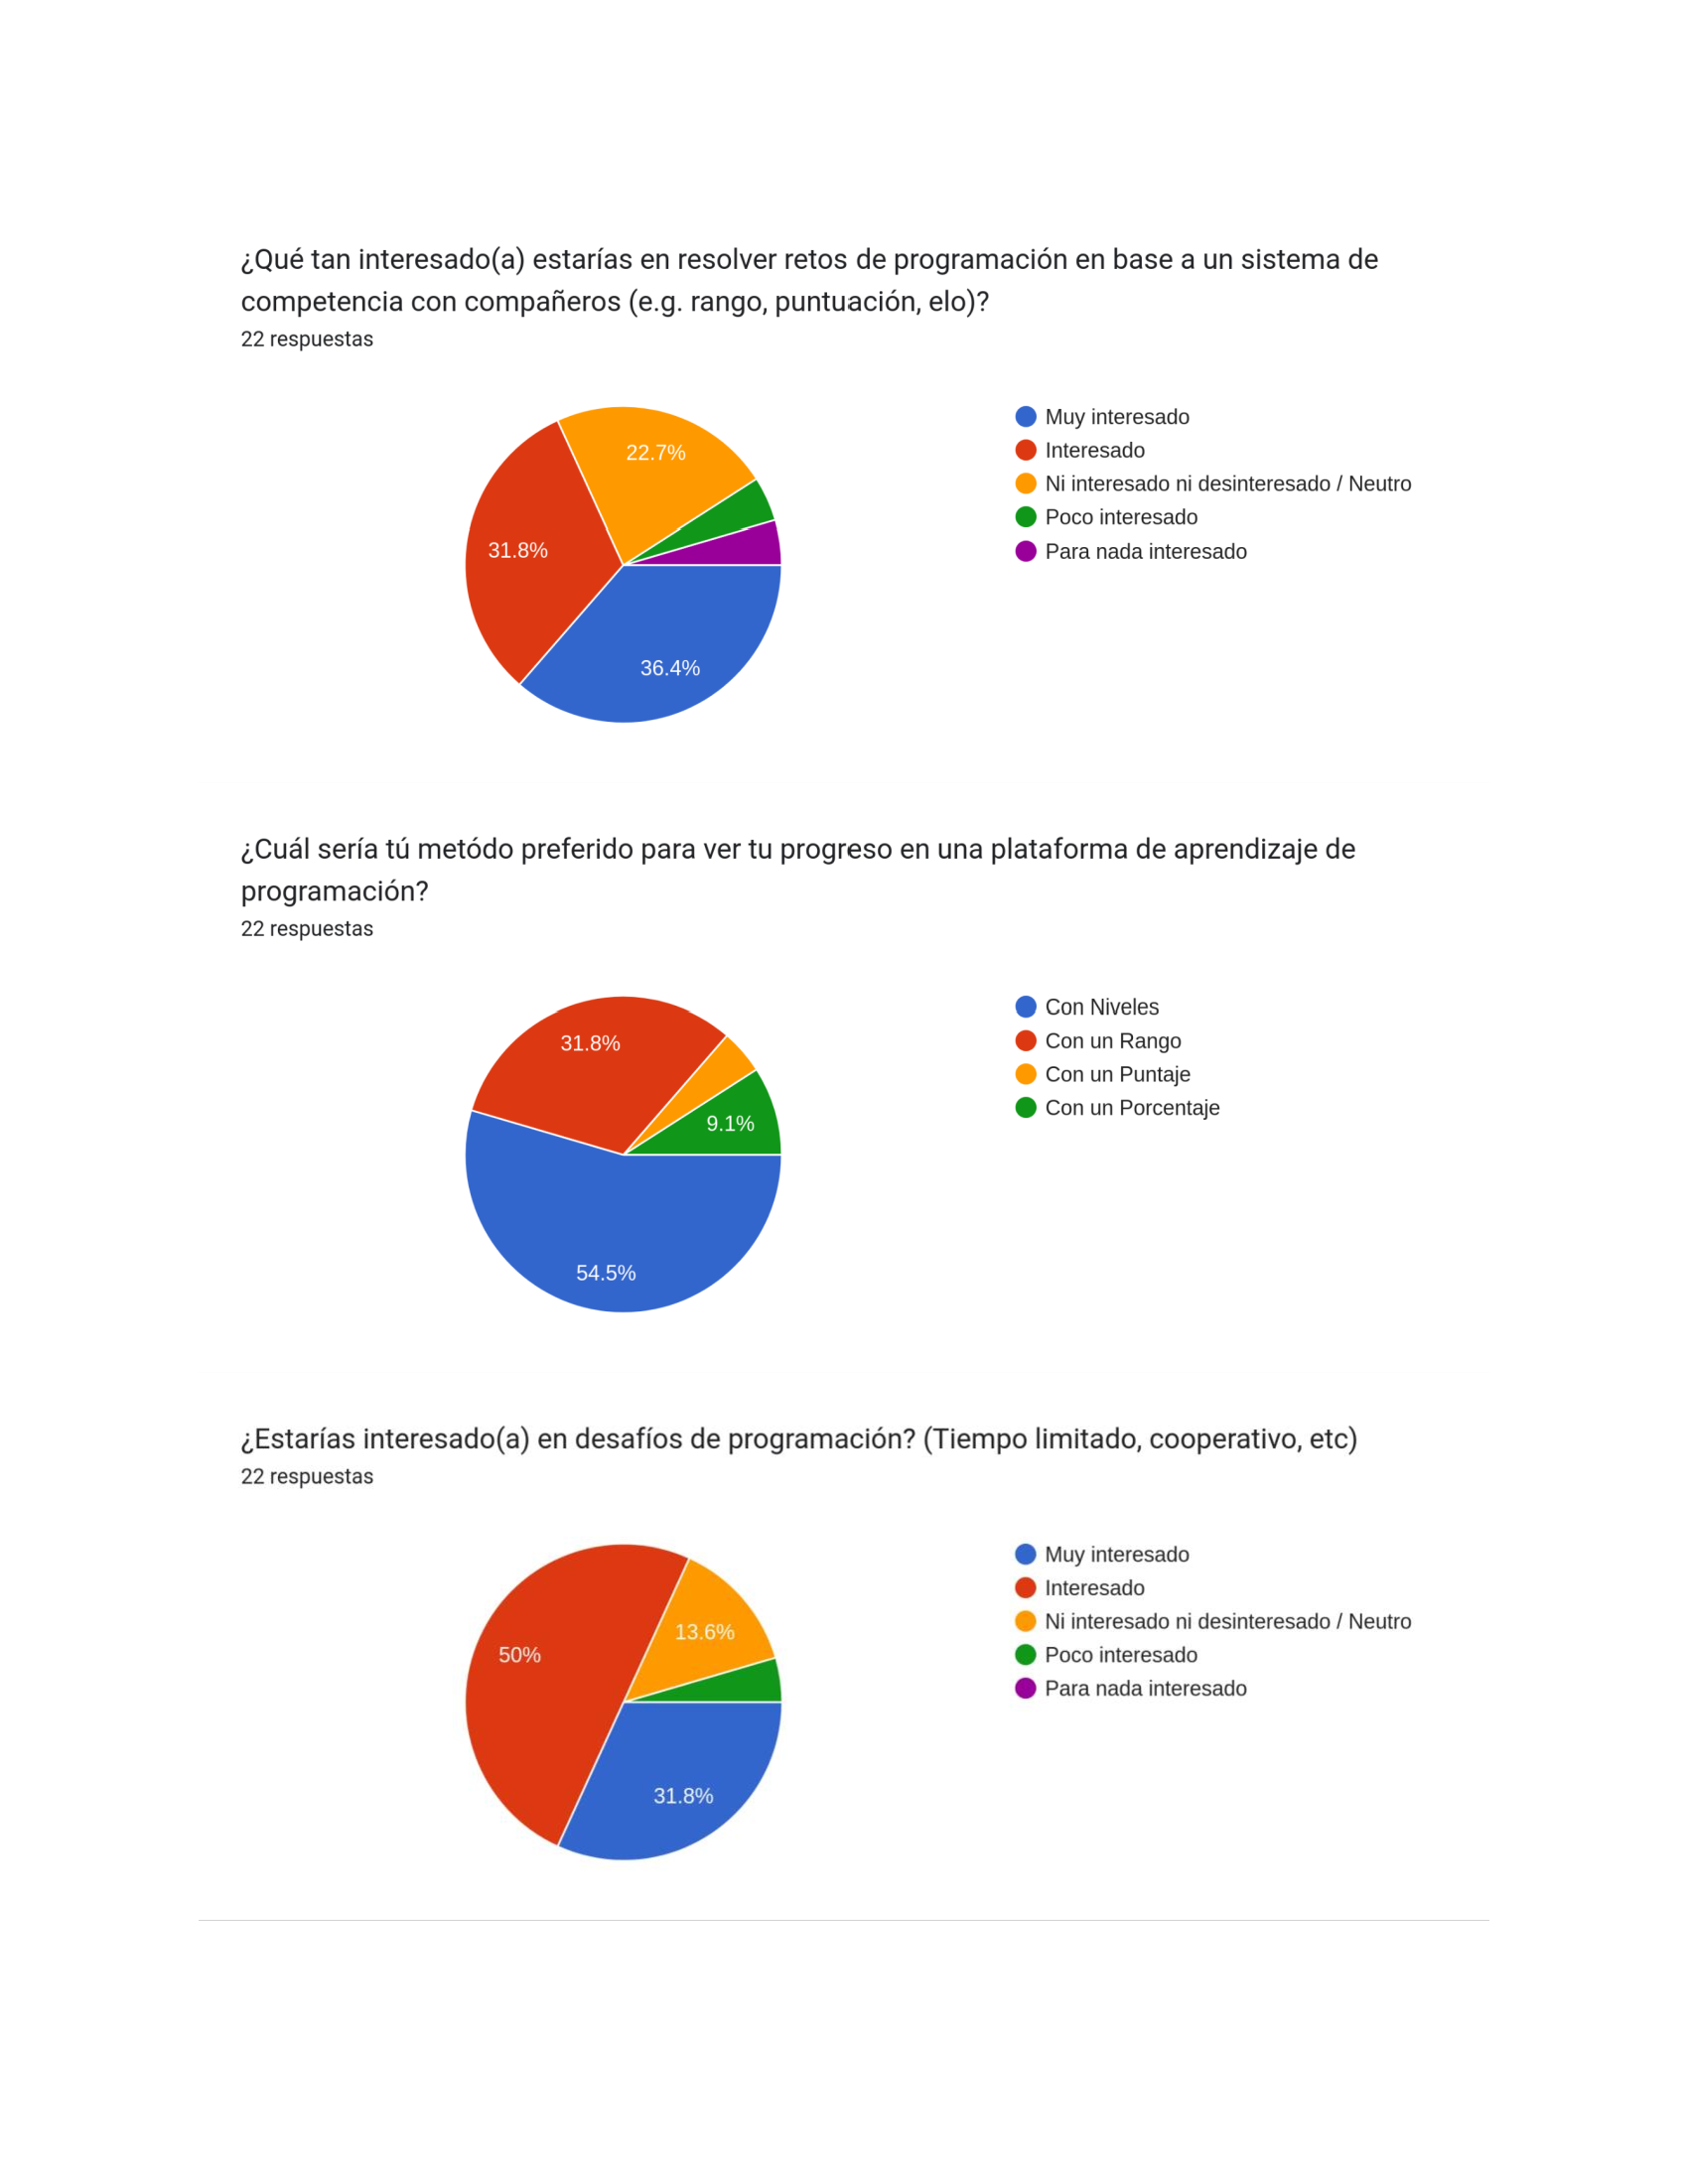 ¿Qué tan interesado(a) estarías en resolver retos de programación en base a un sistema de
competencia con compañeros (e.g. rango, puntuación, elo)?
22 respuestas
22.7%
31.8%
36.4%
Muy interesado
Interesado
Ni interesado ni desinteresado / Neutro
Poco interesado
Para nada interesado
¿Cuál sería tú metódo preferido para ver tu progreso en una plataforma de aprendizaje de
programación?
22 respuestas
31.8%
9.1%
54.5%
Con Niveles
Con un Rango
Con un Puntaje
Con un Porcentaje
¿Estarías interesado(a) en desafíos de programación? (Tiempo limitado, cooperativo, etc)
22 respuestas
13.6%
50%
31.8%
Muy interesado
Interesado
Ni interesado ni desinteresado / Neutro
Poco interesado
Para nada interesado